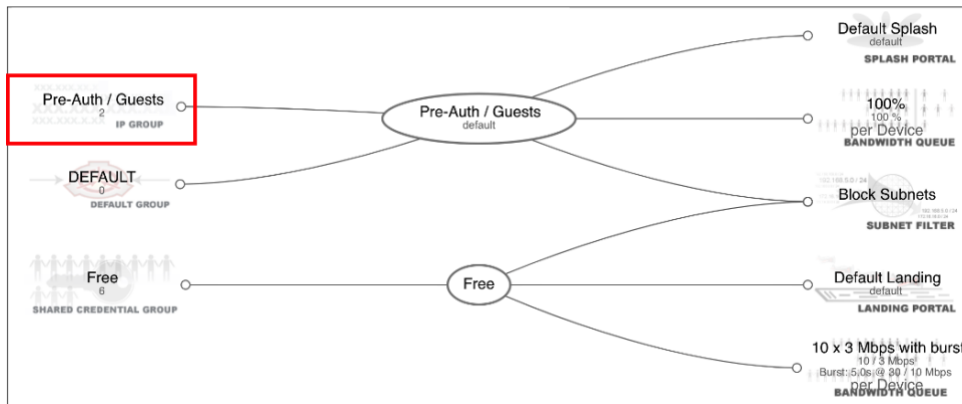 Default Splash
default
SPLASH PORTAL
Pre-Auth / Guests
2
IP GROUP
Pre-Auth / Guests
default
100%
100 %
per Device
BANDWIDTH QUEUE
DEFAULT
0
DEFAULT GROUP
Block Subnets
SUBNET FILTER
Free
6
SHARED CREDENTIAL GROUP
Free
Default Landing
default
LANDING PORTAL
10 x 3 Mbps with burst
10 / 3 Mbps
Burst: 5.0s @ 30 / 10 Mbps
per Device
BANDWIDTH QUEUE